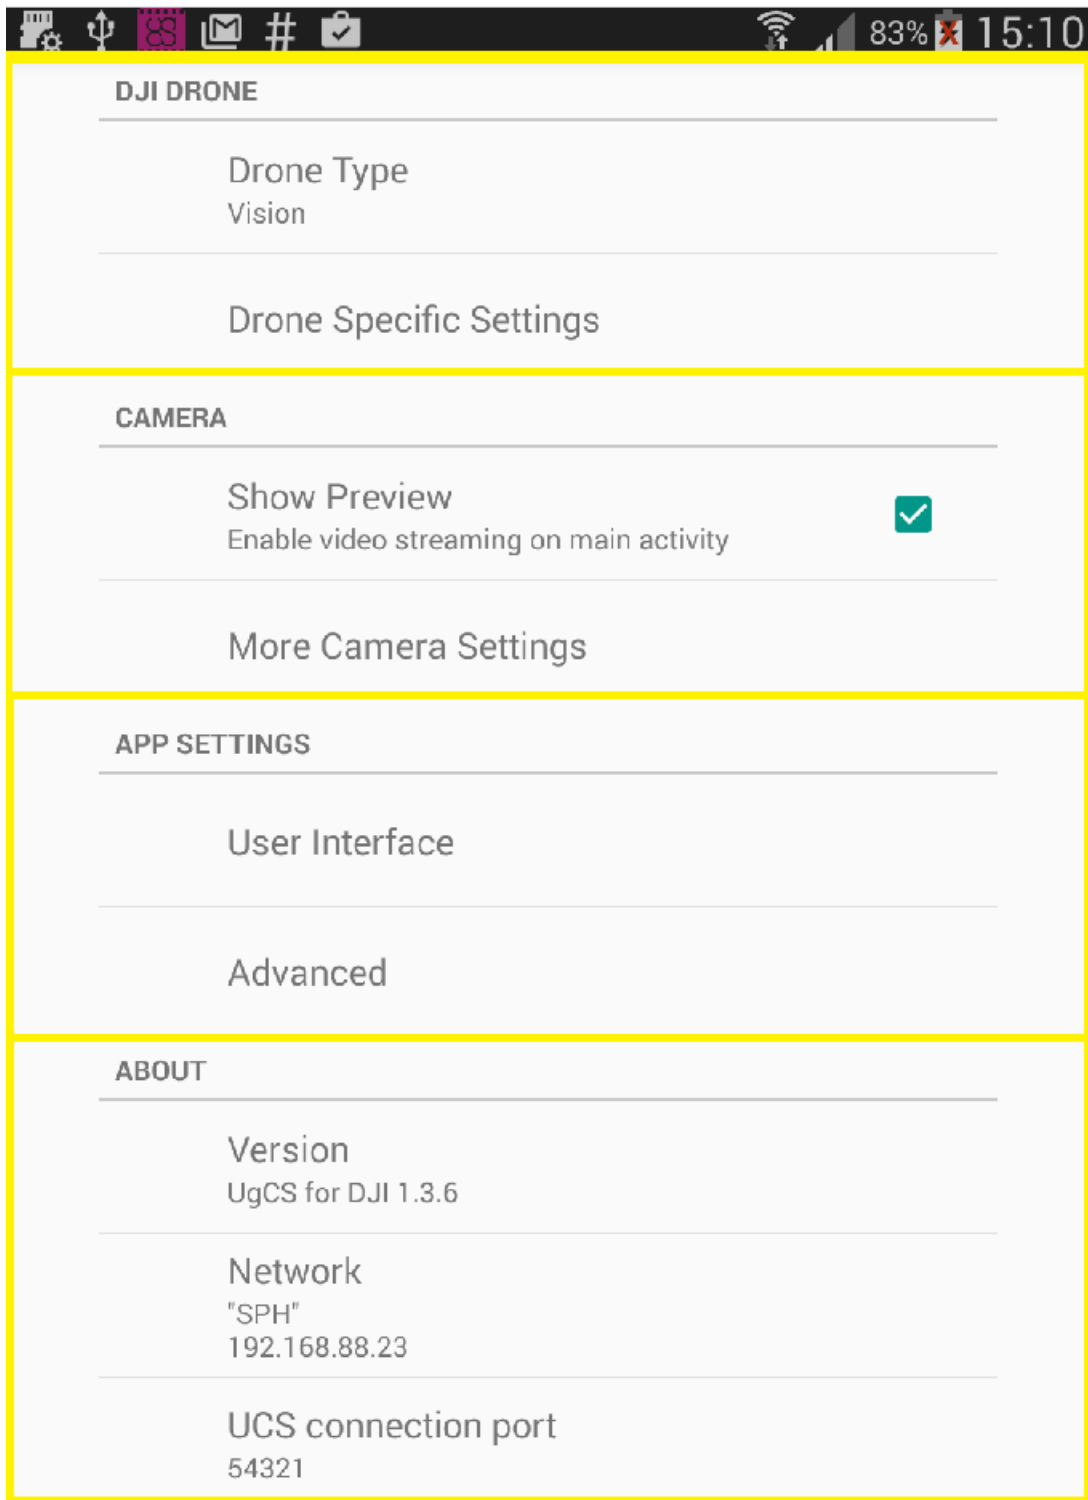 83% 15:10
DJI DRONE
Drone Type
Vision
Drone Specific Settings
CAMERA
Show Preview
Enable video streaming on main activity
More Camera Settings
APP SETTINGS
User Interface
Advanced
ABOUT
Version
UgCS for DJI 1.3.6
Network
"SPH"
192.168.88.23
UCS connection port
54321